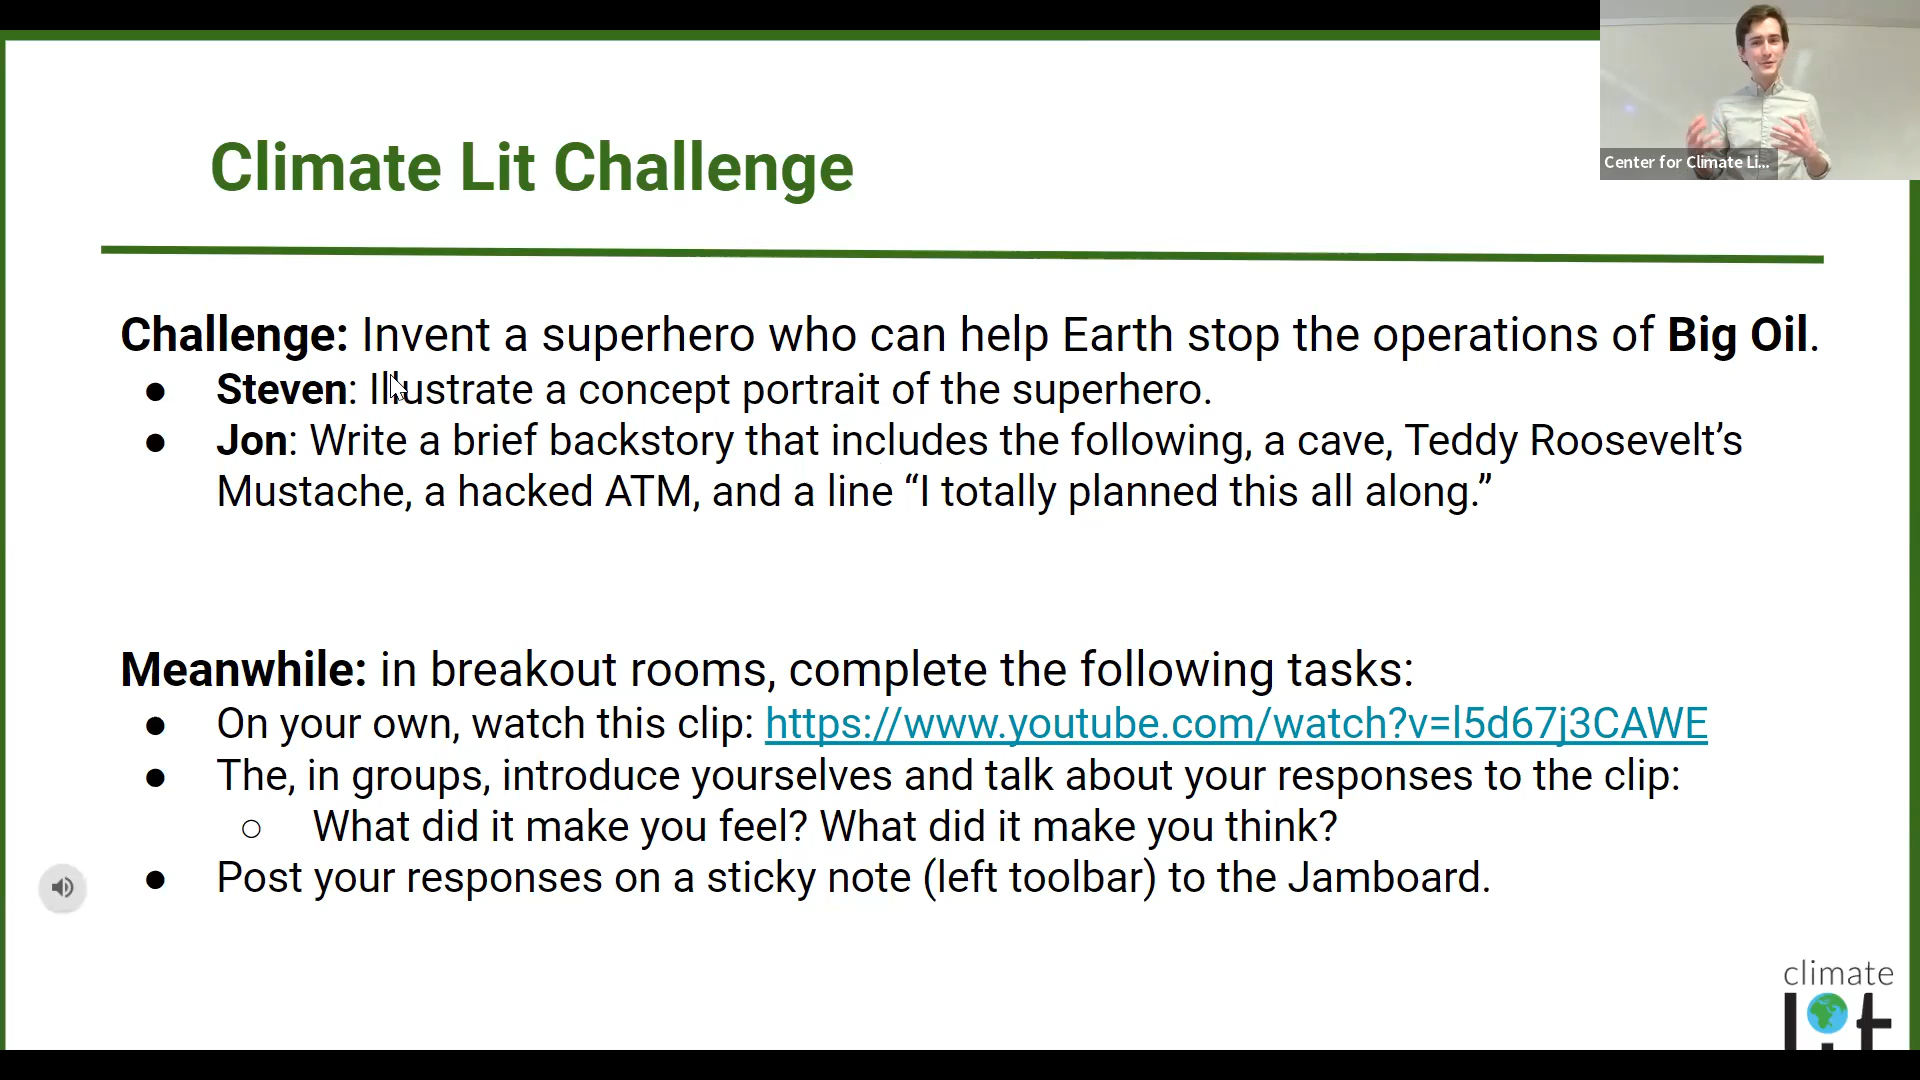 Center for Climate Li...
Climate Lit Challenge
Challenge: Invent a superhero who can help Earth stop the operations of Big Oil.
● Steven: Illustrate a concept portrait of the superhero.
● Jon: Write a brief backstory that includes the following, a cave, Teddy Roosevelt’s
Mustache, a hacked ATM, and a line “I totally planned this all along.”
Meanwhile: in breakout rooms, complete the following tasks:
● On your own, watch this clip: https://www.youtube.com/watch?v=l5d67j3CAWE
● The, in groups, introduce yourselves and talk about your responses to the clip:
○ What did it make you feel? What did it make you think?
● Post your responses on a sticky note (left toolbar) to the Jamboard.
climate
lit